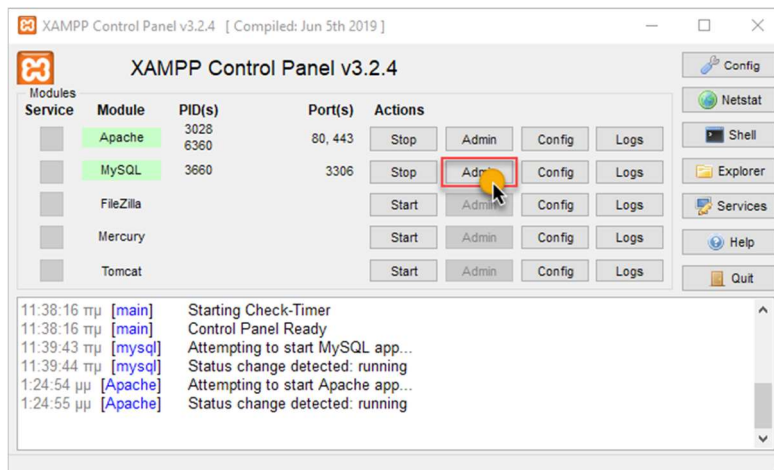 XAMPP Control Panel v3.2.4 [ Compiled: Jun 5th 2019 ]
XAMPP Control Panel v3.2.4
Config
Modules
Service Module PID(s) Port(s) Actions
Netstat
Apache 3028 6360 80, 443 Stop Admin Config Logs
Shell
MySQL 3660 3306 Stop Admin Config Logs
Explorer
FileZilla Start Admin Config Logs
Services
Mercury Start Admin Config Logs
Help
Tomcat Start Admin Config Logs
Quit
11:38:16 πμ [main] Starting Check-Timer
11:38:16 πμ [main] Control Panel Ready
11:39:43 πμ [mysql] Attempting to start MySQL app...
11:39:44 πμ [mysql] Status change detected: running
1:24:54 μμ [Apache] Attempting to start Apache app...
1:24:55 μμ [Apache] Status change detected: running